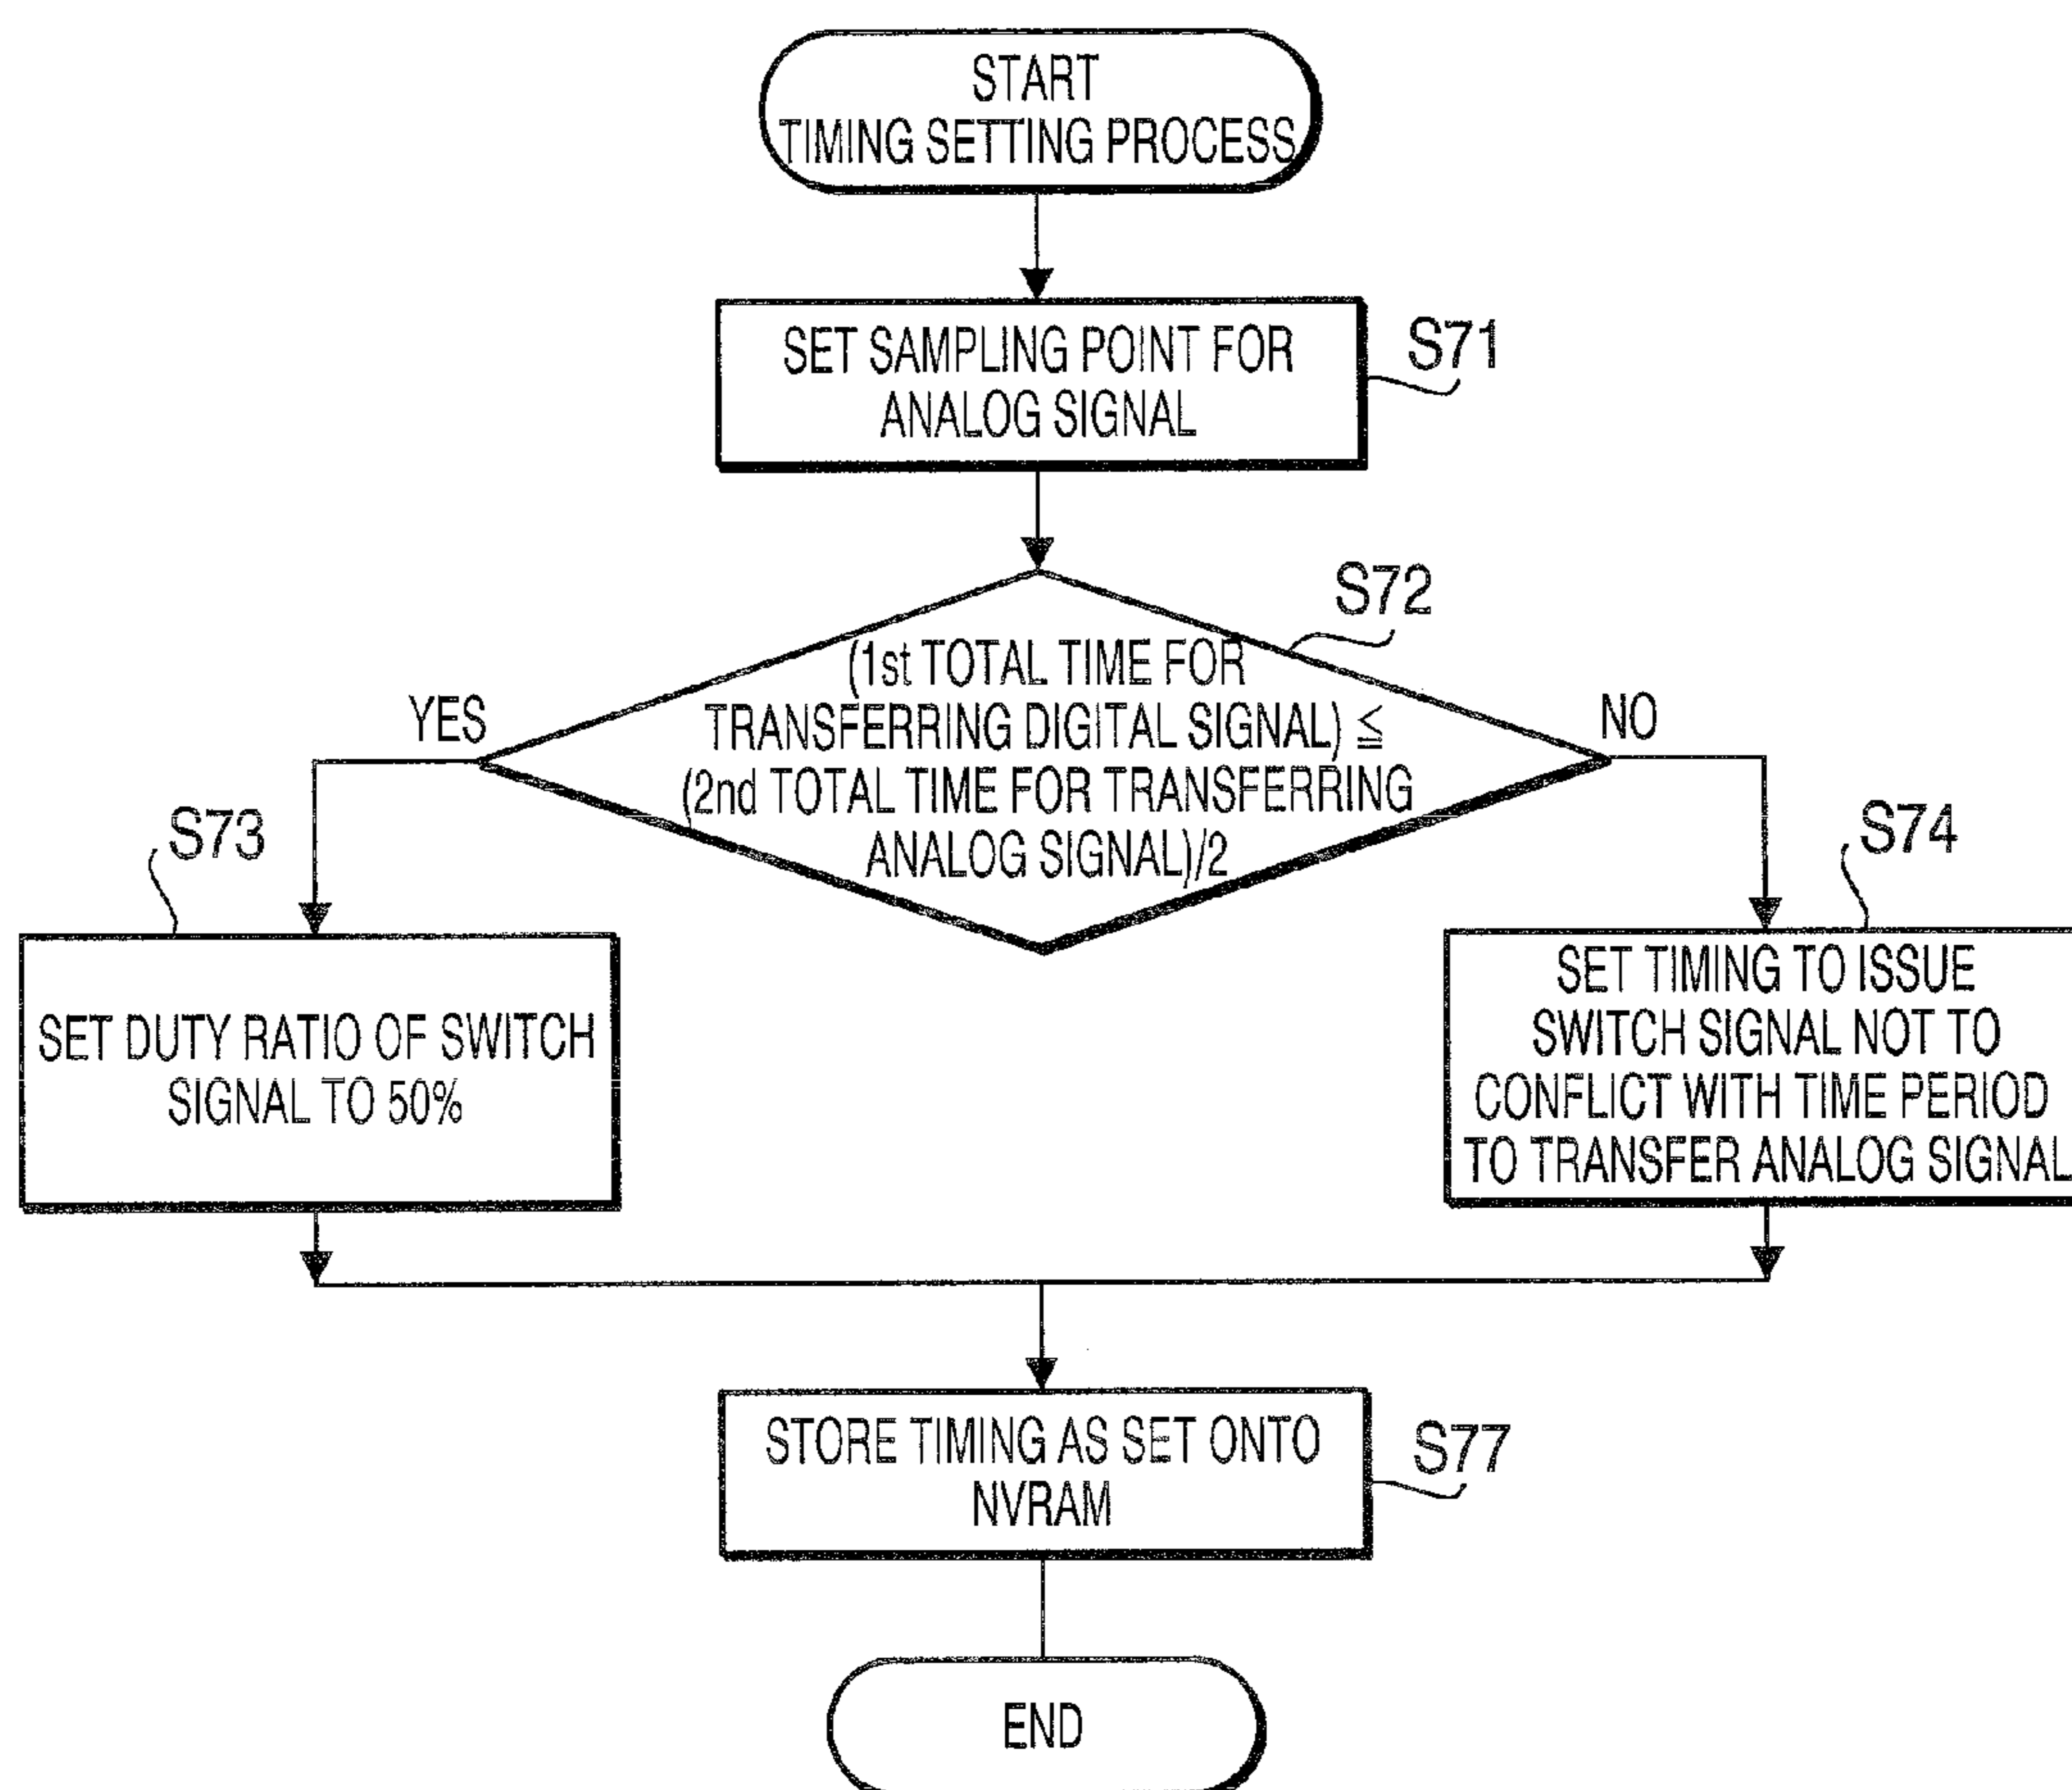 START
TIMING SETTING PROCESS
SET SAMPLING POINT FOR
ANALOG SIGNAL
S71
S72
(1st TOTAL TIME FOR
TRANSFERRING DIGITAL SIGNAL) ≦
(2nd TOTAL TIME FOR TRANSFERRING
ANALOG SIGNAL)/2
YES
NO
S73
SET DUTY RATIO OF SWITCH
SIGNAL TO 50%
S74
SET TIMING TO ISSUE
SWITCH SIGNAL NOT TO
CONFLICT WITH TIME PERIOD
TO TRANSFER ANALOG SIGNAL
STORE TIMING AS SET ONTO
NVRAM
S77
END